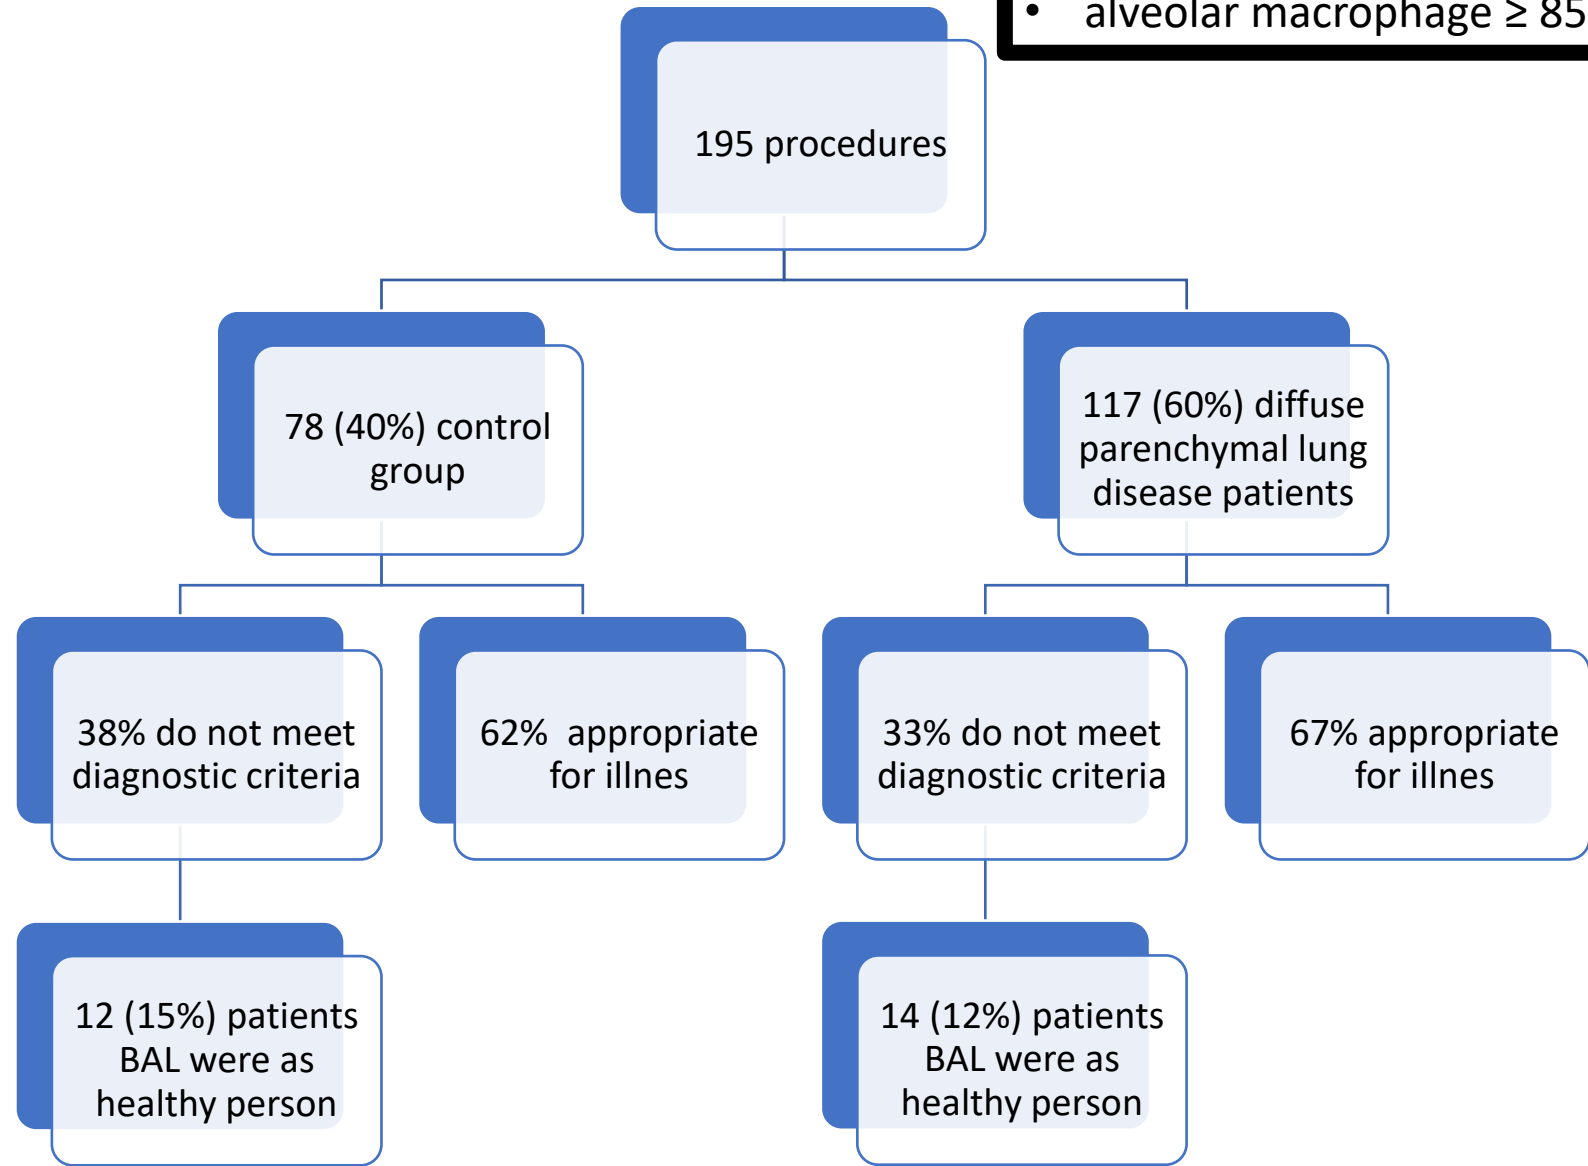 • alveolar macrophage ≥ 85
195 procedures
78 (40%) control
group
117 (60%) diffuse
parenchymal lung
disease patients
38% do not meet
diagnostic criteria
62% appropriate
for illnes
33% do not meet
diagnostic criteria
67% appropriate
for illnes
12 (15%) patients
BAL were as
healthy person
14 (12%) patients
BAL were as
healthy person